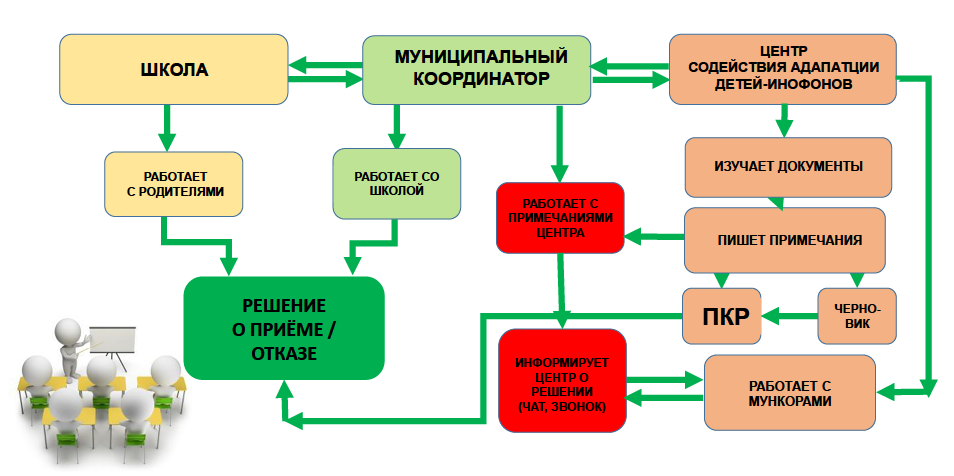 ШКОЛА
МУНИЦИПАЛЬНЫЙ
КООРДИНАТОР
ЦЕНТР
СОДЕЙСТВИЯ АДАПАТЦИИ
ДЕТЕЙ-ИНОФОНОВ
РАБОТАЕТ
С РОДИТЕЛЯМИ
РАБОТАЕТ СО
ШКОЛОЙ
ИЗУЧАЕТ ДОКУМЕНТЫ
РАБОТАЕТ С
ПРИМЕЧАНИЯМИ
ЦЕНТРА
ПИШЕТ ПРИМЕЧАНИЯ
РЕШЕНИЕ
О ПРИЁМЕ /
ОТКАЗЕ
ПКР
ЧЕРНО-
ВИК
ИНФОРМИРУЕТ
ЦЕНТР О
РЕШЕНИИ
(ЧАТ, ЗВОНОК)
РАБОТАЕТ С
МУНКОРАМИ